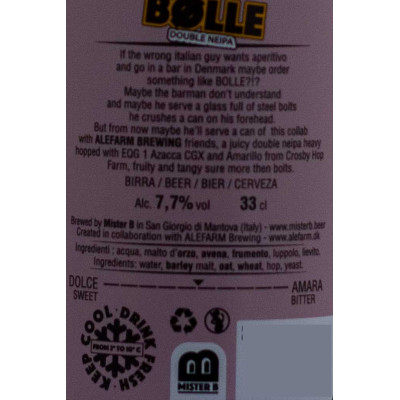 BØLLE
DOUBLE NEIPA
If the wrong italian guy wants aperitivo
and go in a bar in Denmark maybe order
something like BOLLE?!?
Maybe the barman don't understand
and maybe he serve a glass full of steel bolts
he crushes a can on his forehead.
But from now maybe he'll serve a can of this collab
with ALEFARM BREWING friends, a juicy double neipa heavy
hopped with EQG 1 Azacca CGX and Amarillo from Crosby Hop
Farm, fruity and tangy sure more then bolts.
BIRRA / BEER / BIER / CERVEZA
Alc. 7,7% vol 33 cl
Brewed by Mister B in San Giorgio di Mantova (Italy) - www.misterb.beer
Created in collaboration with ALEFARM Brewing - www.alefarm.dk
Ingredienti : acqua, malto d'orzo, avena, frumento, luppolo, lievito.
Ingredients: water, barley malt, oat, wheat, hop, yeast.
DOLCE AMARA
SWEET BITTER
KEEP COOL · DRINK FRESH ·
FROM 2° TO 10° C
B
MISTER B